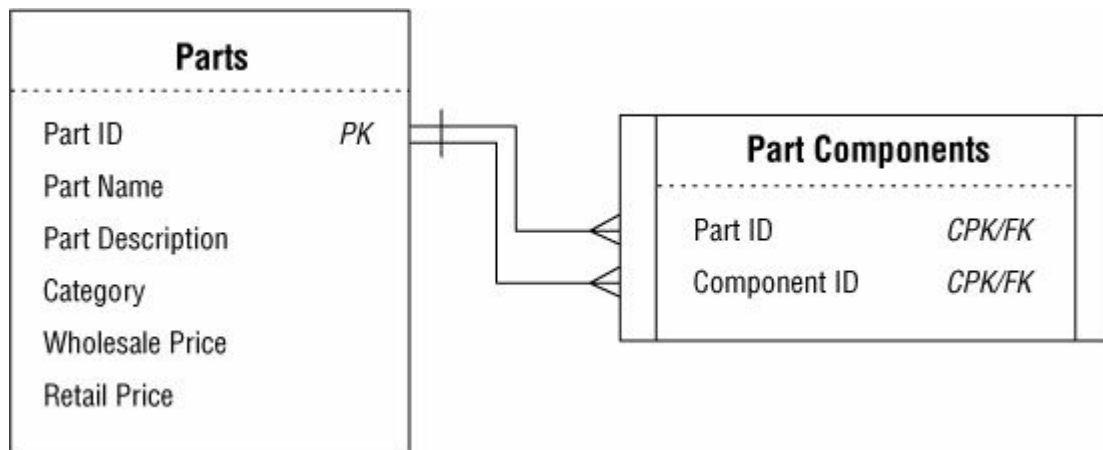 Parts
Part ID PK
Part Name
Part Description
Category
Wholesale Price
Retail Price
Part Components
Part ID CPK/FK
Component ID CPK/FK